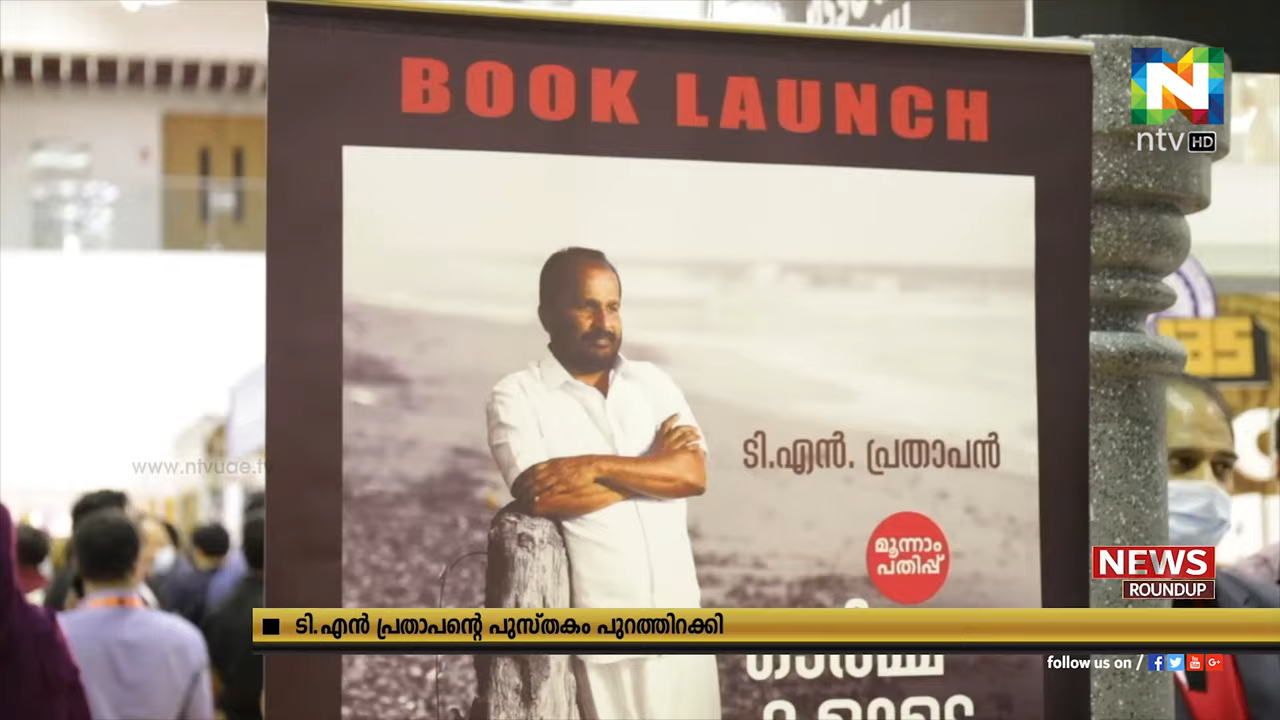 BOOK LAUNCH
N
ntv HD
ടി.എൻ. പ്രതാപൻ
www.ntvuae.tv
മൂന്നാം
പതിപ്പ്
NEWS
ROUNDUP
ടി.എൻ പ്രതാപന്റെ പുസ്തകം പുറത്തിറക്കി
follow us on /